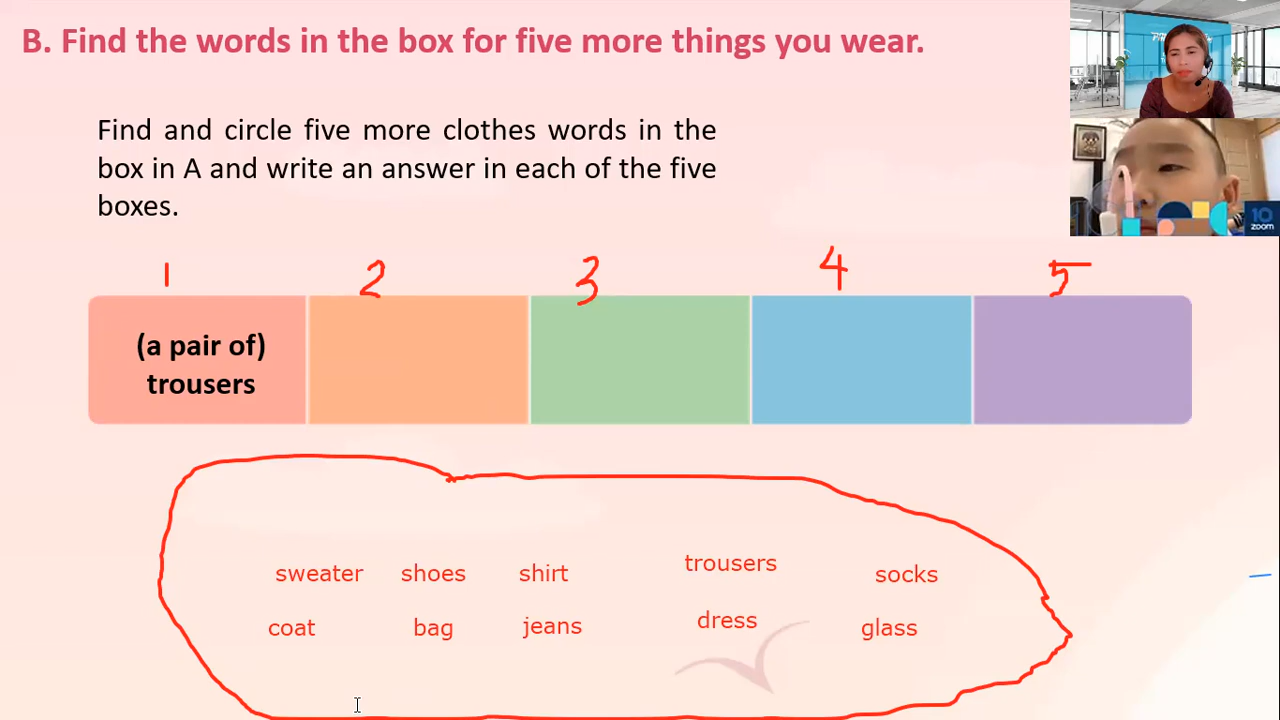 B. Find the words in the box for five more things you wear.
Find and circle five more clothes words in the
box in A and write an answer in each of the five
boxes.
10
zoom
1 2 3 4 5
(a pair of)
trousers
sweater shoes shirt trousers socks
coat bag jeans dress glass